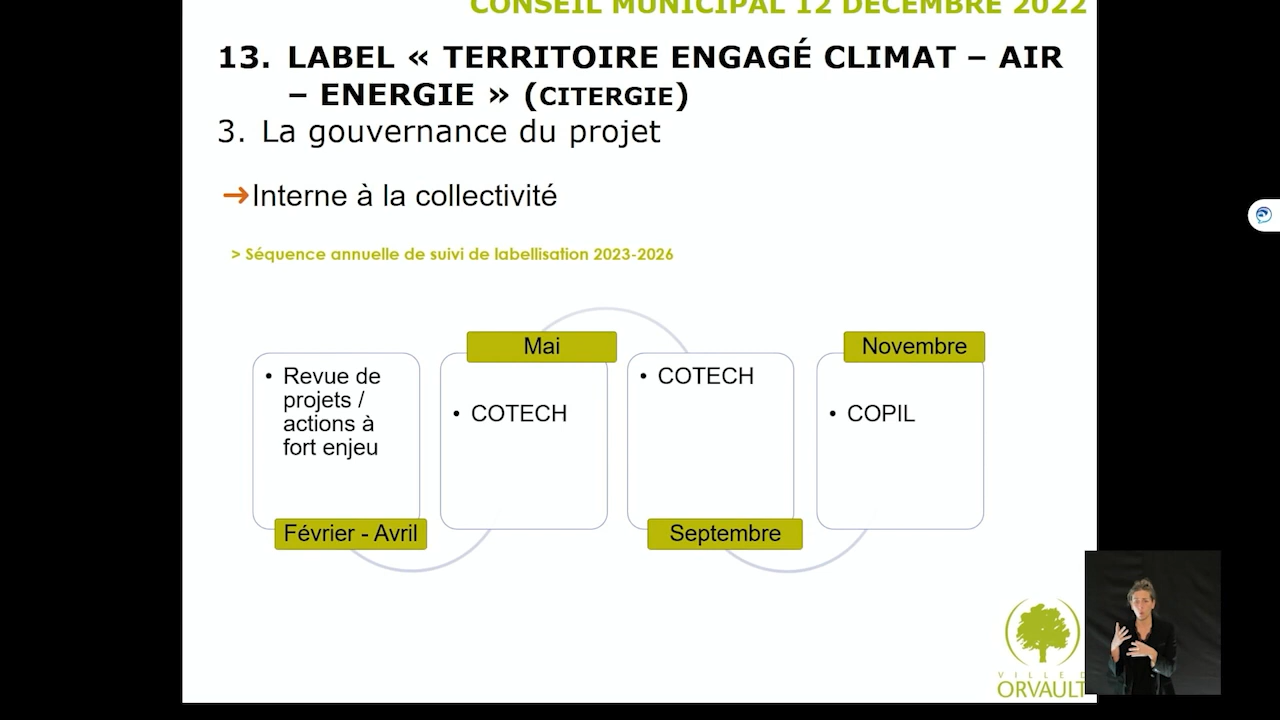 CONSEIL MUNICIPAL 12 DÉCEMBRE 2022
13. LABEL « TERRITOIRE ENGAGÉ CLIMAT – AIR
– ENERGIE » (CITERGIE)
3. La gouvernance du projet
➔Interne à la collectivité
> Séquence annuelle de suivi de labellisation 2023-2026
• Revue de
projets /
actions à
fort enjeu
Février - Avril
Mai
• COTECH
• COTECH
Septembre
Novembre
• COPIL
VILLE D
ORVAULT